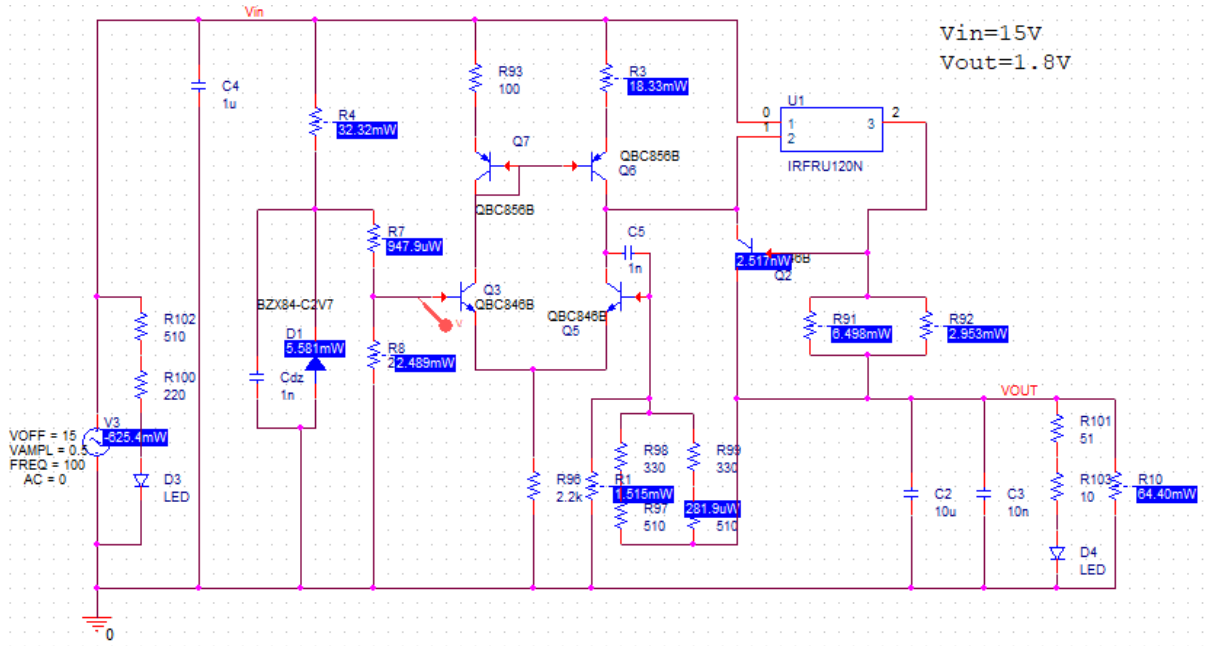 Vin
Vin=15V
Vout=1.8V
C4
1u
R4
32.32mW
R93
100
R3
18.33mW
Q7
QBC856B
QBC856B
Q6
0
1
U1
1
2
3
2
IRFRU120N
R7
947.9uW
C5
1n
2.517nW
6B
Q2
BZX84-C2V7
D1
5.581mW
Q3
QBC846B
QBC846B
Q5
R102
510
R100
220
Cdz
1n
R8
2.489mW
R91
6.498mW
R92
2.953mW
VOUT
V
V3
-625.4mW
VOFF = 15
VAMPL = 0.5
FREQ = 100
AC = 0
D3
LED
R96
2.2k
R1
1.515mW
R98
330
R99
330
R97
510
281.9uW
510
C2
10u
C3
10n
R101
51
R103
10
R10
64.40mW
D4
LED
0